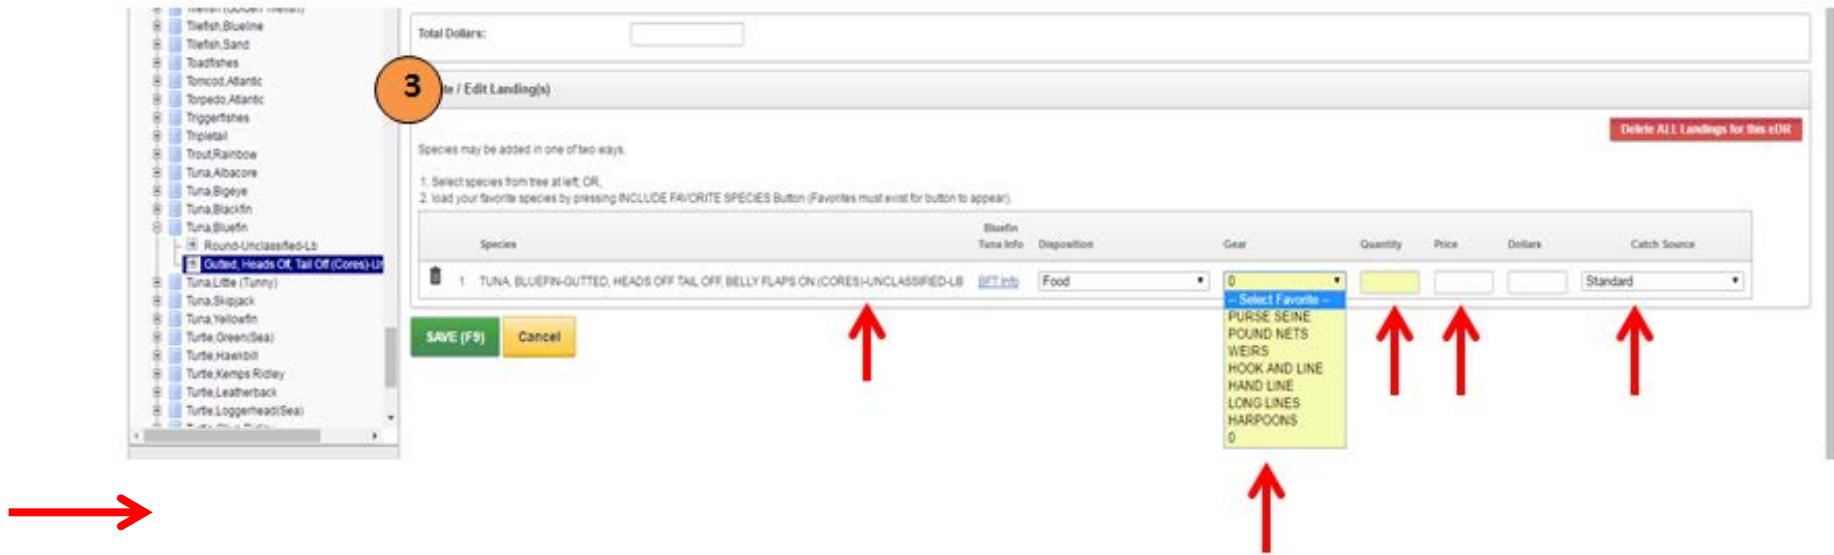 Tilefish,Blueline
Tilefish,Sand
Toadfishes
Tomcod,Atlantic
Torpedo,Atlantic
Triggerfishes
Tripletail
Trout,Rainbow
Tuna,Albacore
Tuna,Bigeye
Tuna,Blackfin
Tuna,Bluefin
Round-Unclassified-Lb
Gutted, Heads Off, Tail Off (Cores)-Un
Tuna,Little (Tunny)
Tuna,Skipjack
Tuna,Yellowfin
Turtle,Green(Sea)
Turtle,Hawkbill
Turtle,Kemps Ridley
Turtle,Leatherback
Turtle,Loggerhead(Sea)
Total Dollars:
3
te / Edit Landing(s)
Delete ALL Landings for this eDR
Species may be added in one of two ways.
1. Select species from tree at left; OR,
2. load your favorite species by pressing INCLUDE FAVORITE SPECIES Button (Favorites must exist for button to appear).
Species Bluefin Tuna Info Disposition Gear Quantity Price Dollars Catch Source
1 TUNA, BLUEFIN-GUTTED, HEADS OFF TAIL OFF, BELLY FLAPS ON (CORES)-UNCLASSIFIED-LB BFT Info Food 0 Standard
-- Select Favorite --
PURSE SEINE
POUND NETS
WEIRS
HOOK AND LINE
HAND LINE
LONG LINES
HARPOONS
0
SAVE (F9) Cancel